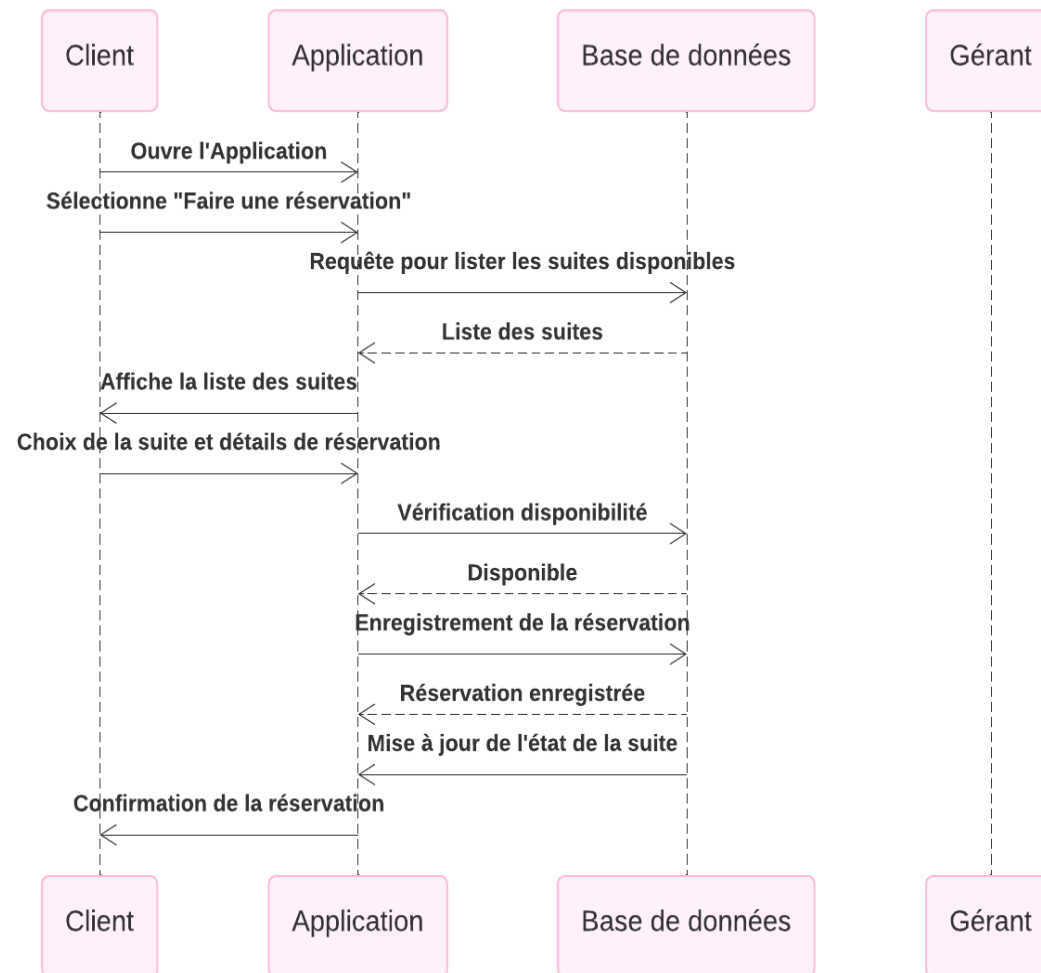 Client
Application
Base de données
Gérant
Ouvre l'Application
Sélectionne "Faire une réservation"
Requête pour lister les suites disponibles
Liste des suites
Affiche la liste des suites
Choix de la suite et détails de réservation
Vérification disponibilité
Disponible
Enregistrement de la réservation
Réservation enregistrée
Mise à jour de l'état de la suite
Confirmation de la réservation
Client
Application
Base de données
Gérant